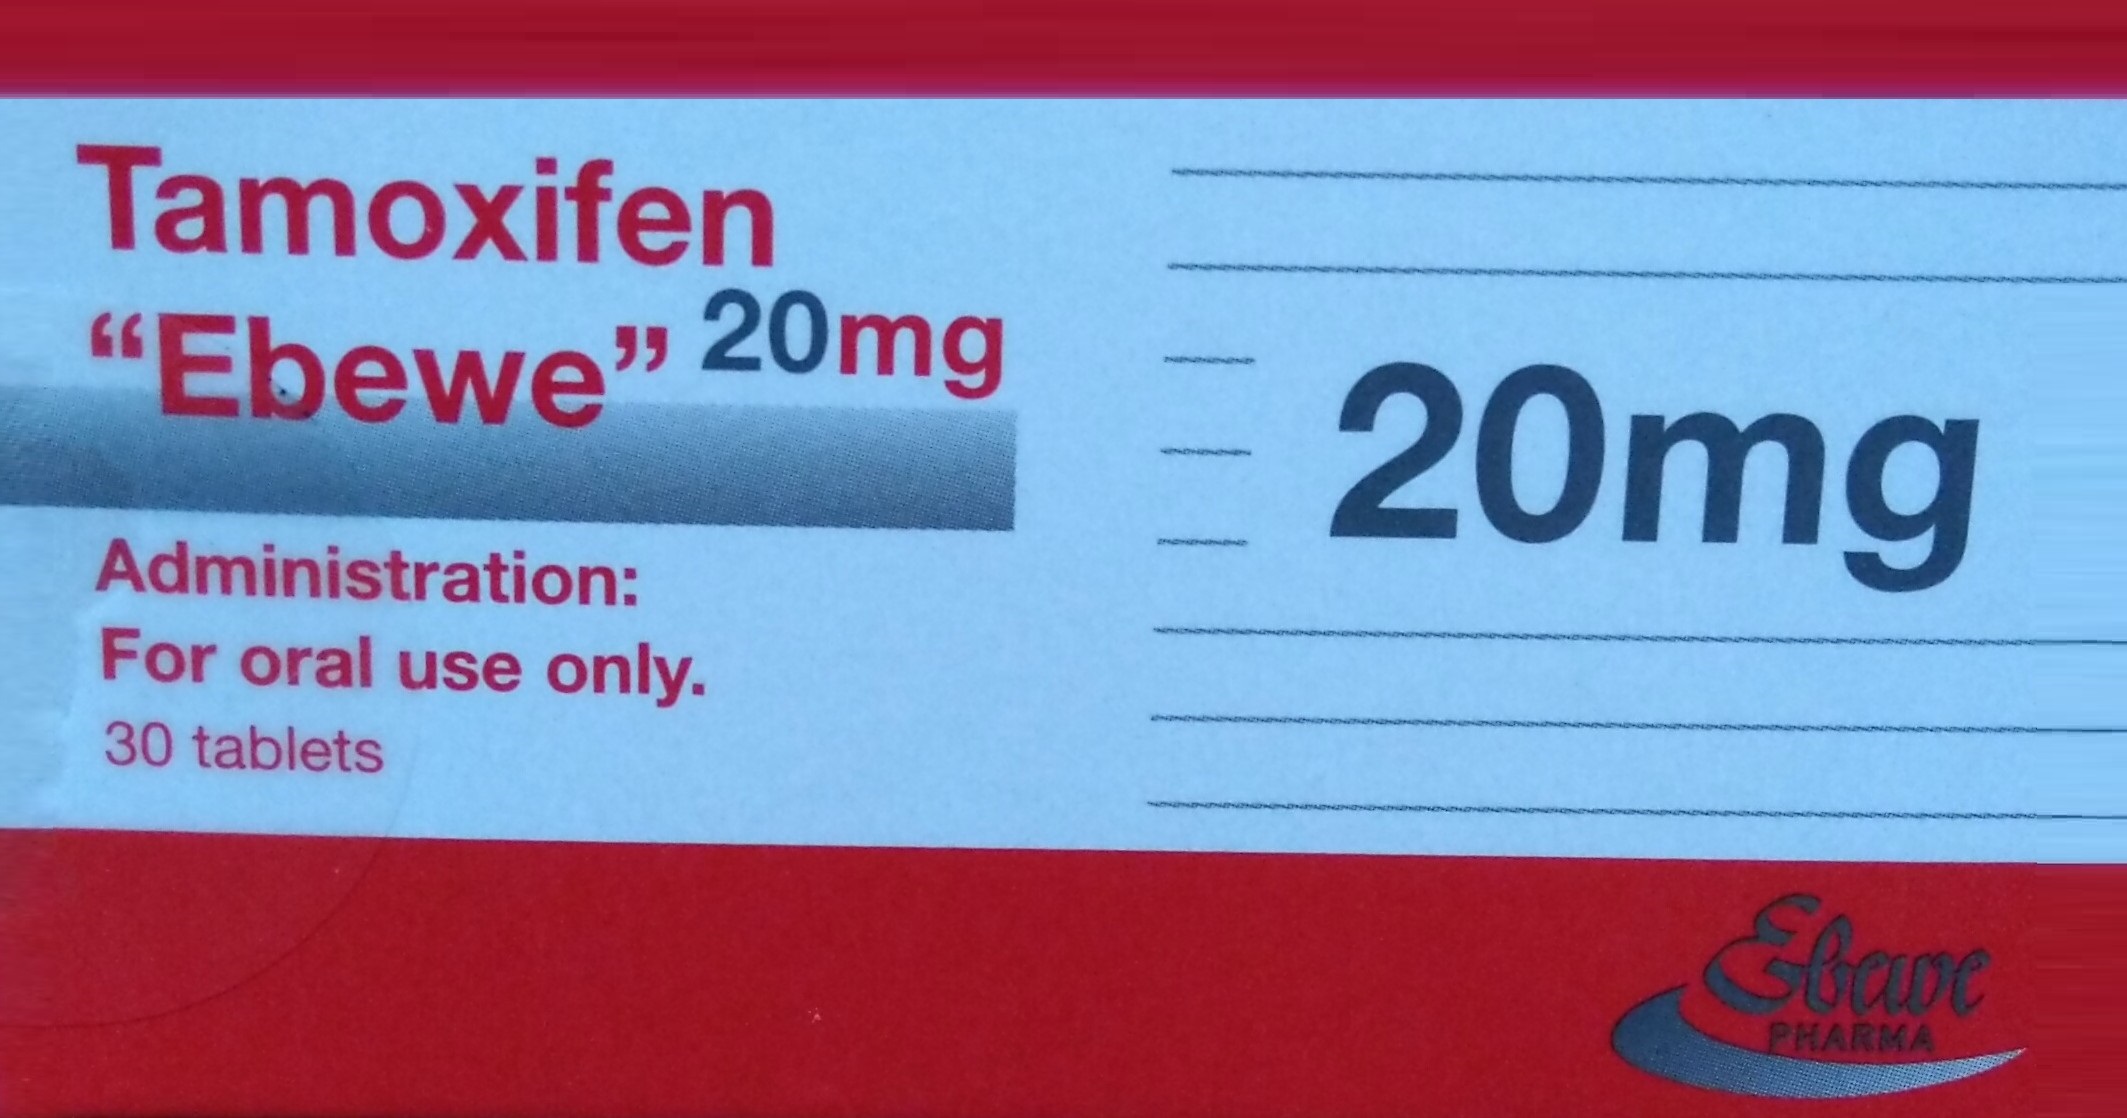 Tamoxifen
“Ebewe” 20mg
20mg
Administration:
For oral use only.
30 tablets
Ebewe
PHARMA